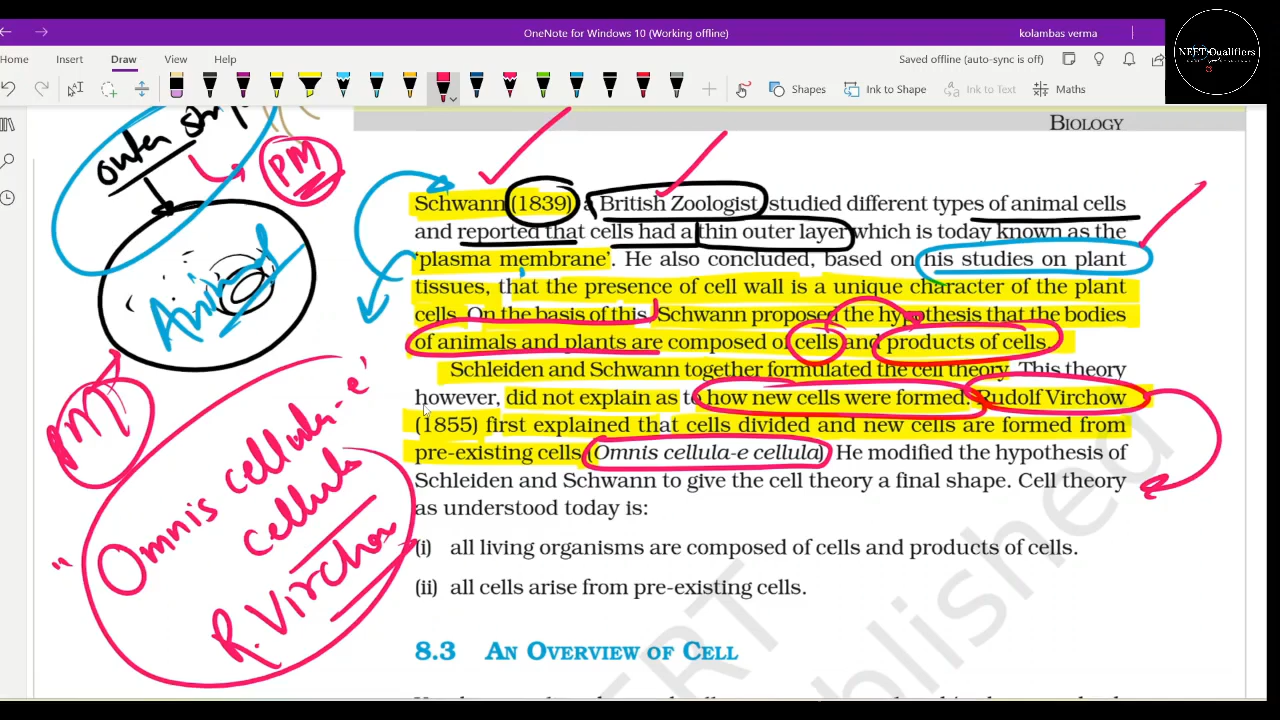 OneNote for Windows 10 (Working offline)
kolambas verma
NEET Qualifiers
Home Insert Draw View Help
Saved offline (auto-sync is off)
Shapes Ink to Shape Ink to Text Maths
BIOLOGY
outer
PM
Animal
PM
"Omnis cellula-e'
cellula
R. Virchow
Schwann (1839) a British Zoologist, studied different types of animal cells
and reported that cells had a thin outer layer which is today known as the
‘plasma membrane’. He also concluded, based on his studies on plant
tissues, that the presence of cell wall is a unique character of the plant
cells. On the basis of this, Schwann proposed the hypothesis that the bodies
of animals and plants are composed of cells and products of cells.
Schleiden and Schwann together formulated the cell theory. This theory
however, did not explain as to how new cells were formed. Rudolf Virchow
(1855) first explained that cells divided and new cells are formed from
pre-existing cells (Omnis cellula-e cellula). He modified the hypothesis of
Schleiden and Schwann to give the cell theory a final shape. Cell theory
as understood today is:
(i) all living organisms are composed of cells and products of cells.
(ii) all cells arise from pre-existing cells.
8.3 AN OVERVIEW OF CELL